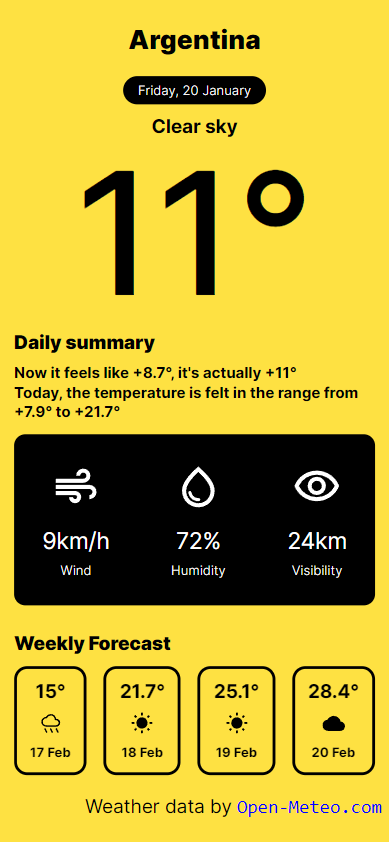 Argentina
Friday, 20 January
Clear sky
11°
Daily summary
Now it feels like +8.7°, it's actually +11°
Today, the temperature is felt in the range from
+7.9° to +21.7°
9km/h 72% 24km
Wind Humidity Visibility
Weekly Forecast
15° 21.7° 25.1° 28.4°
17 Feb 18 Feb 19 Feb 20 Feb
Weather data by Open-Meteo.com